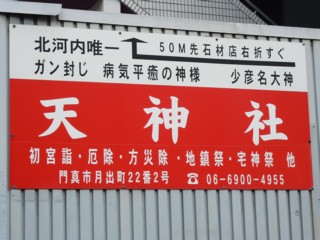 北河内唯一 50M先石材店右折すぐ
ガン封じ 病気平癒の神様 少彦名大神
天神社
初宮詣・厄除・方災除・地鎮祭・宅神祭 他
門真市月出町22番2号 ☎ 06-6900-4955